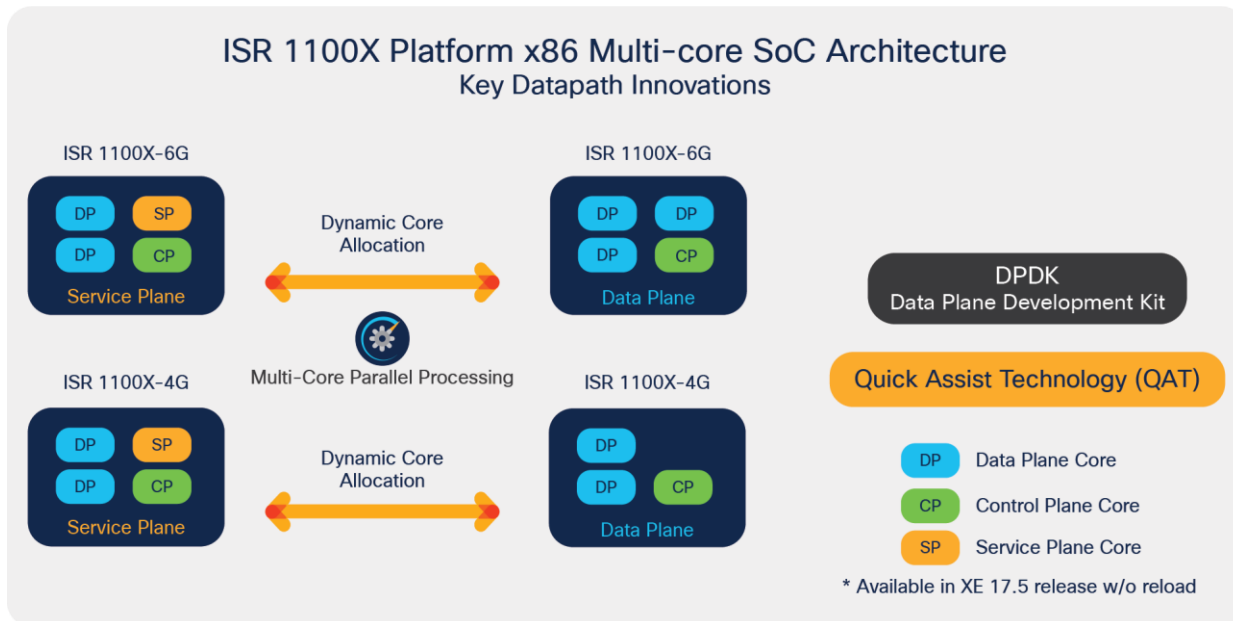 ISR 1100X Platform x86 Multi-core SoC Architecture
Key Datapath Innovations
ISR 1100X-6G
DP SP
DP CP
Service Plane
Dynamic Core
Allocation
ISR 1100X-6G
DP DP
DP CP
Data Plane
Multi-Core Parallel Processing
ISR 1100X-4G
DP SP
DP CP
Service Plane
Dynamic Core
Allocation
ISR 1100X-4G
DP
DP CP
Data Plane
DPDK
Data Plane Development Kit
Quick Assist Technology (QAT)
DP Data Plane Core
CP Control Plane Core
SP Service Plane Core
* Available in XE 17.5 release w/o reload